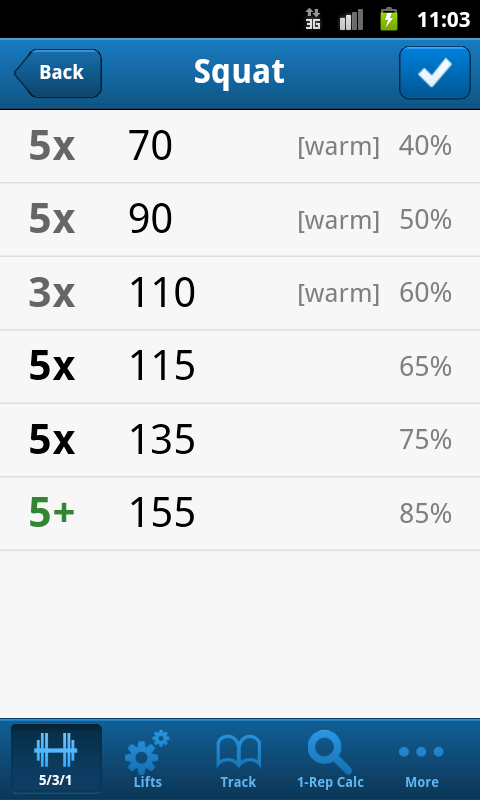 3G 11:03
Back Squat
5x 70 [warm] 40%
5x 90 [warm] 50%
3x 110 [warm] 60%
5x 115 65%
5x 135 75%
5+ 155 85%
5/3/1 Lifts Track 1-Rep Calc More